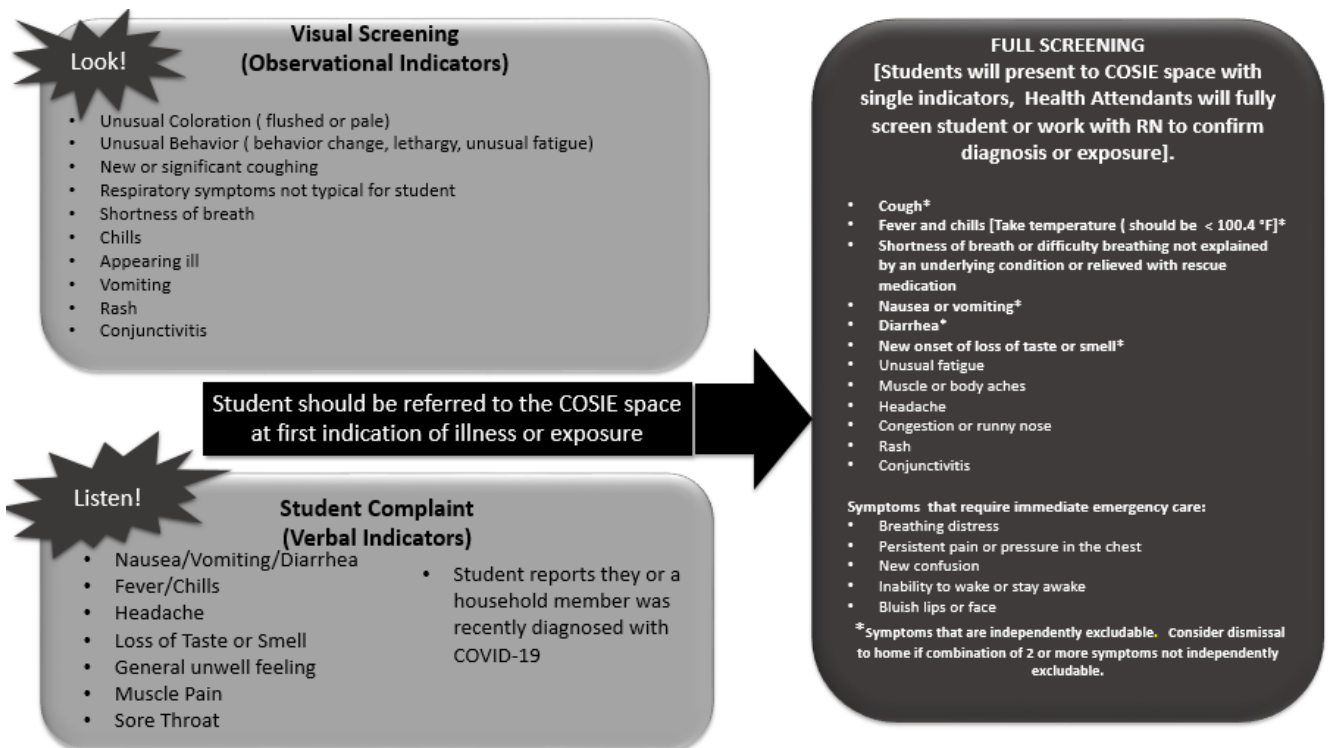 Look!
Visual Screening
(Observational Indicators)
• Unusual Coloration ( flushed or pale)
• Unusual Behavior ( behavior change, lethargy, unusual fatigue)
• New or significant coughing
• Respiratory symptoms not typical for student
• Shortness of breath
• Chills
• Appearing ill
• Vomiting
• Rash
• Conjunctivitis
Student should be referred to the COSIE space
at first indication of illness or exposure
Listen!
Student Complaint
(Verbal Indicators)
• Nausea/Vomiting/Diarrhea
• Fever/Chills
• Headache
• Loss of Taste or Smell
• General unwell feeling
• Muscle Pain
• Sore Throat
• Student reports they or a
household member was
recently diagnosed with
COVID-19
FULL SCREENING
[Students will present to COSIE space with
single indicators, Health Attendants will fully
screen student or work with RN to confirm
diagnosis or exposure].
• Cough*
• Fever and chills [Take temperature ( should be < 100.4 °F]*
• Shortness of breath or difficulty breathing not explained
by an underlying condition or relieved with rescue
medication
• Nausea or vomiting*
• Diarrhea*
• New onset of loss of taste or smell*
• Unusual fatigue
• Muscle or body aches
• Headache
• Congestion or runny nose
• Rash
• Conjunctivitis
Symptoms that require immediate emergency care:
• Breathing distress
• Persistent pain or pressure in the chest
• New confusion
• Inability to wake or stay awake
• Bluish lips or face
*Symptoms that are independently excludable. Consider dismissal
to home if combination of 2 or more symptoms not independently
excludable.